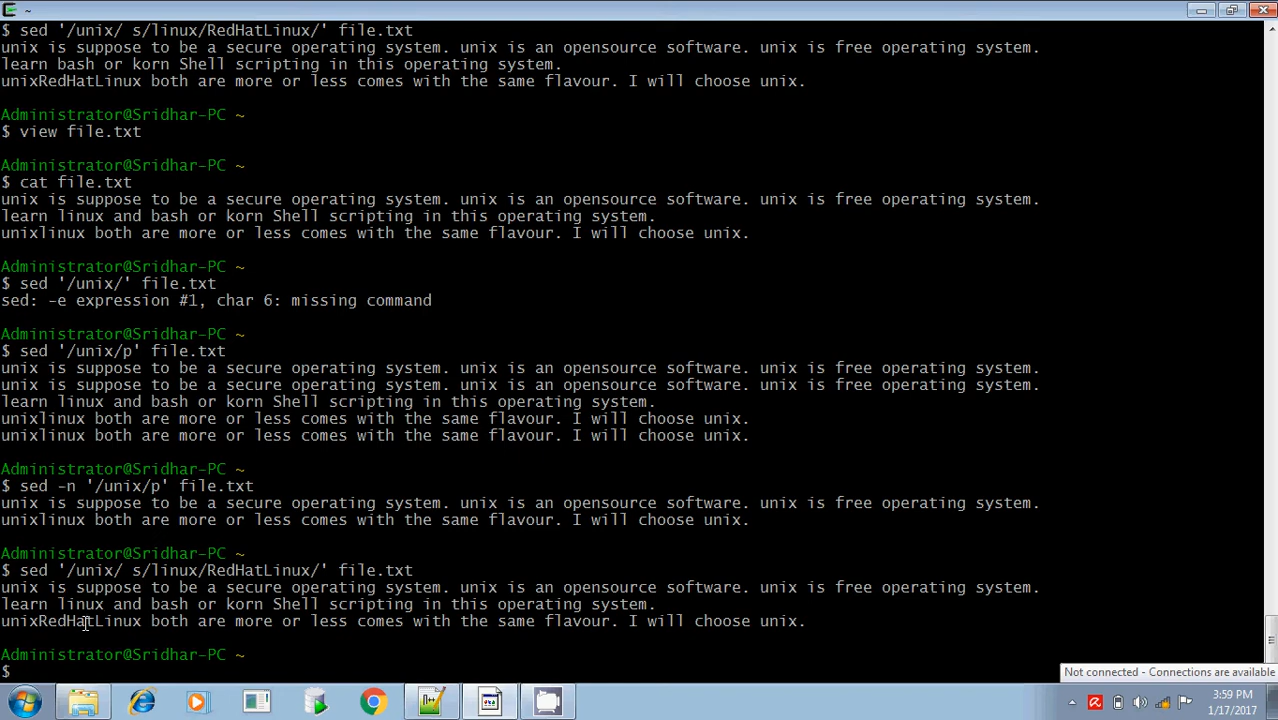 ~
$ sed '/unix/ s/linux/RedHatLinux/' file.txt
unix is suppose to be a secure operating system. unix is an opensource software. unix is free operating system.
learn bash or korn Shell scripting in this operating system.
unixRedHatLinux both are more or less comes with the same flavour. I will choose unix.
Administrator@Sridhar-PC ~
$ view file.txt
Administrator@Sridhar-PC ~
$ cat file.txt
unix is suppose to be a secure operating system. unix is an opensource software. unix is free operating system.
learn linux and bash or korn Shell scripting in this operating system.
unixlinux both are more or less comes with the same flavour. I will choose unix.
Administrator@Sridhar-PC ~
$ sed '/unix/' file.txt
sed: -e expression #1, char 6: missing command
Administrator@Sridhar-PC ~
$ sed '/unix/p' file.txt
unix is suppose to be a secure operating system. unix is an opensource software. unix is free operating system.
unix is suppose to be a secure operating system. unix is an opensource software. unix is free operating system.
learn linux and bash or korn Shell scripting in this operating system.
unixlinux both are more or less comes with the same flavour. I will choose unix.
unixlinux both are more or less comes with the same flavour. I will choose unix.
Administrator@Sridhar-PC ~
$ sed -n '/unix/p' file.txt
unix is suppose to be a secure operating system. unix is an opensource software. unix is free operating system.
unixlinux both are more or less comes with the same flavour. I will choose unix.
Administrator@Sridhar-PC ~
$ sed '/unix/ s/linux/RedHatLinux/' file.txt
unix is suppose to be a secure operating system. unix is an opensource software. unix is free operating system.
learn linux and bash or korn Shell scripting in this operating system.
unixRedHatLinux both are more or less comes with the same flavour. I will choose unix.
Administrator@Sridhar-PC ~
$
Not connected - Connections are available
3:59 PM
1/17/2017